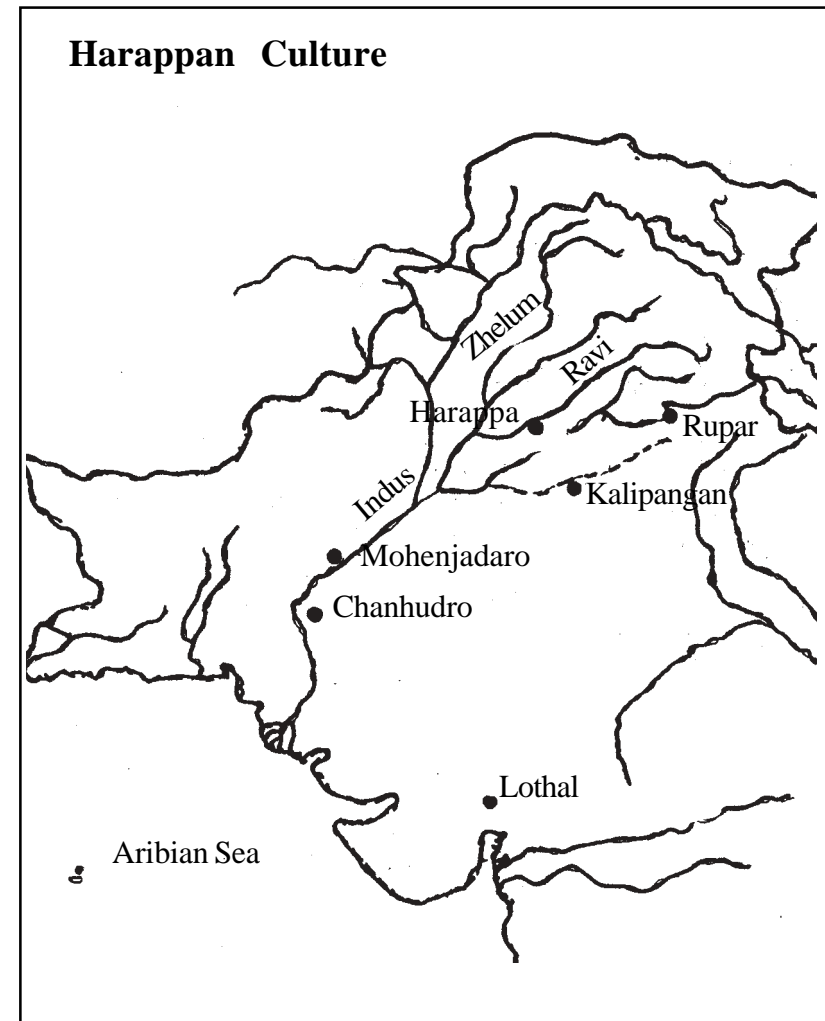 Harappan Culture
Zhelum
Ravi
Harappa
Rupar
Indus
Kalipangan
Mohenjadaro
Chanhudro
Lothal
Aribian Sea